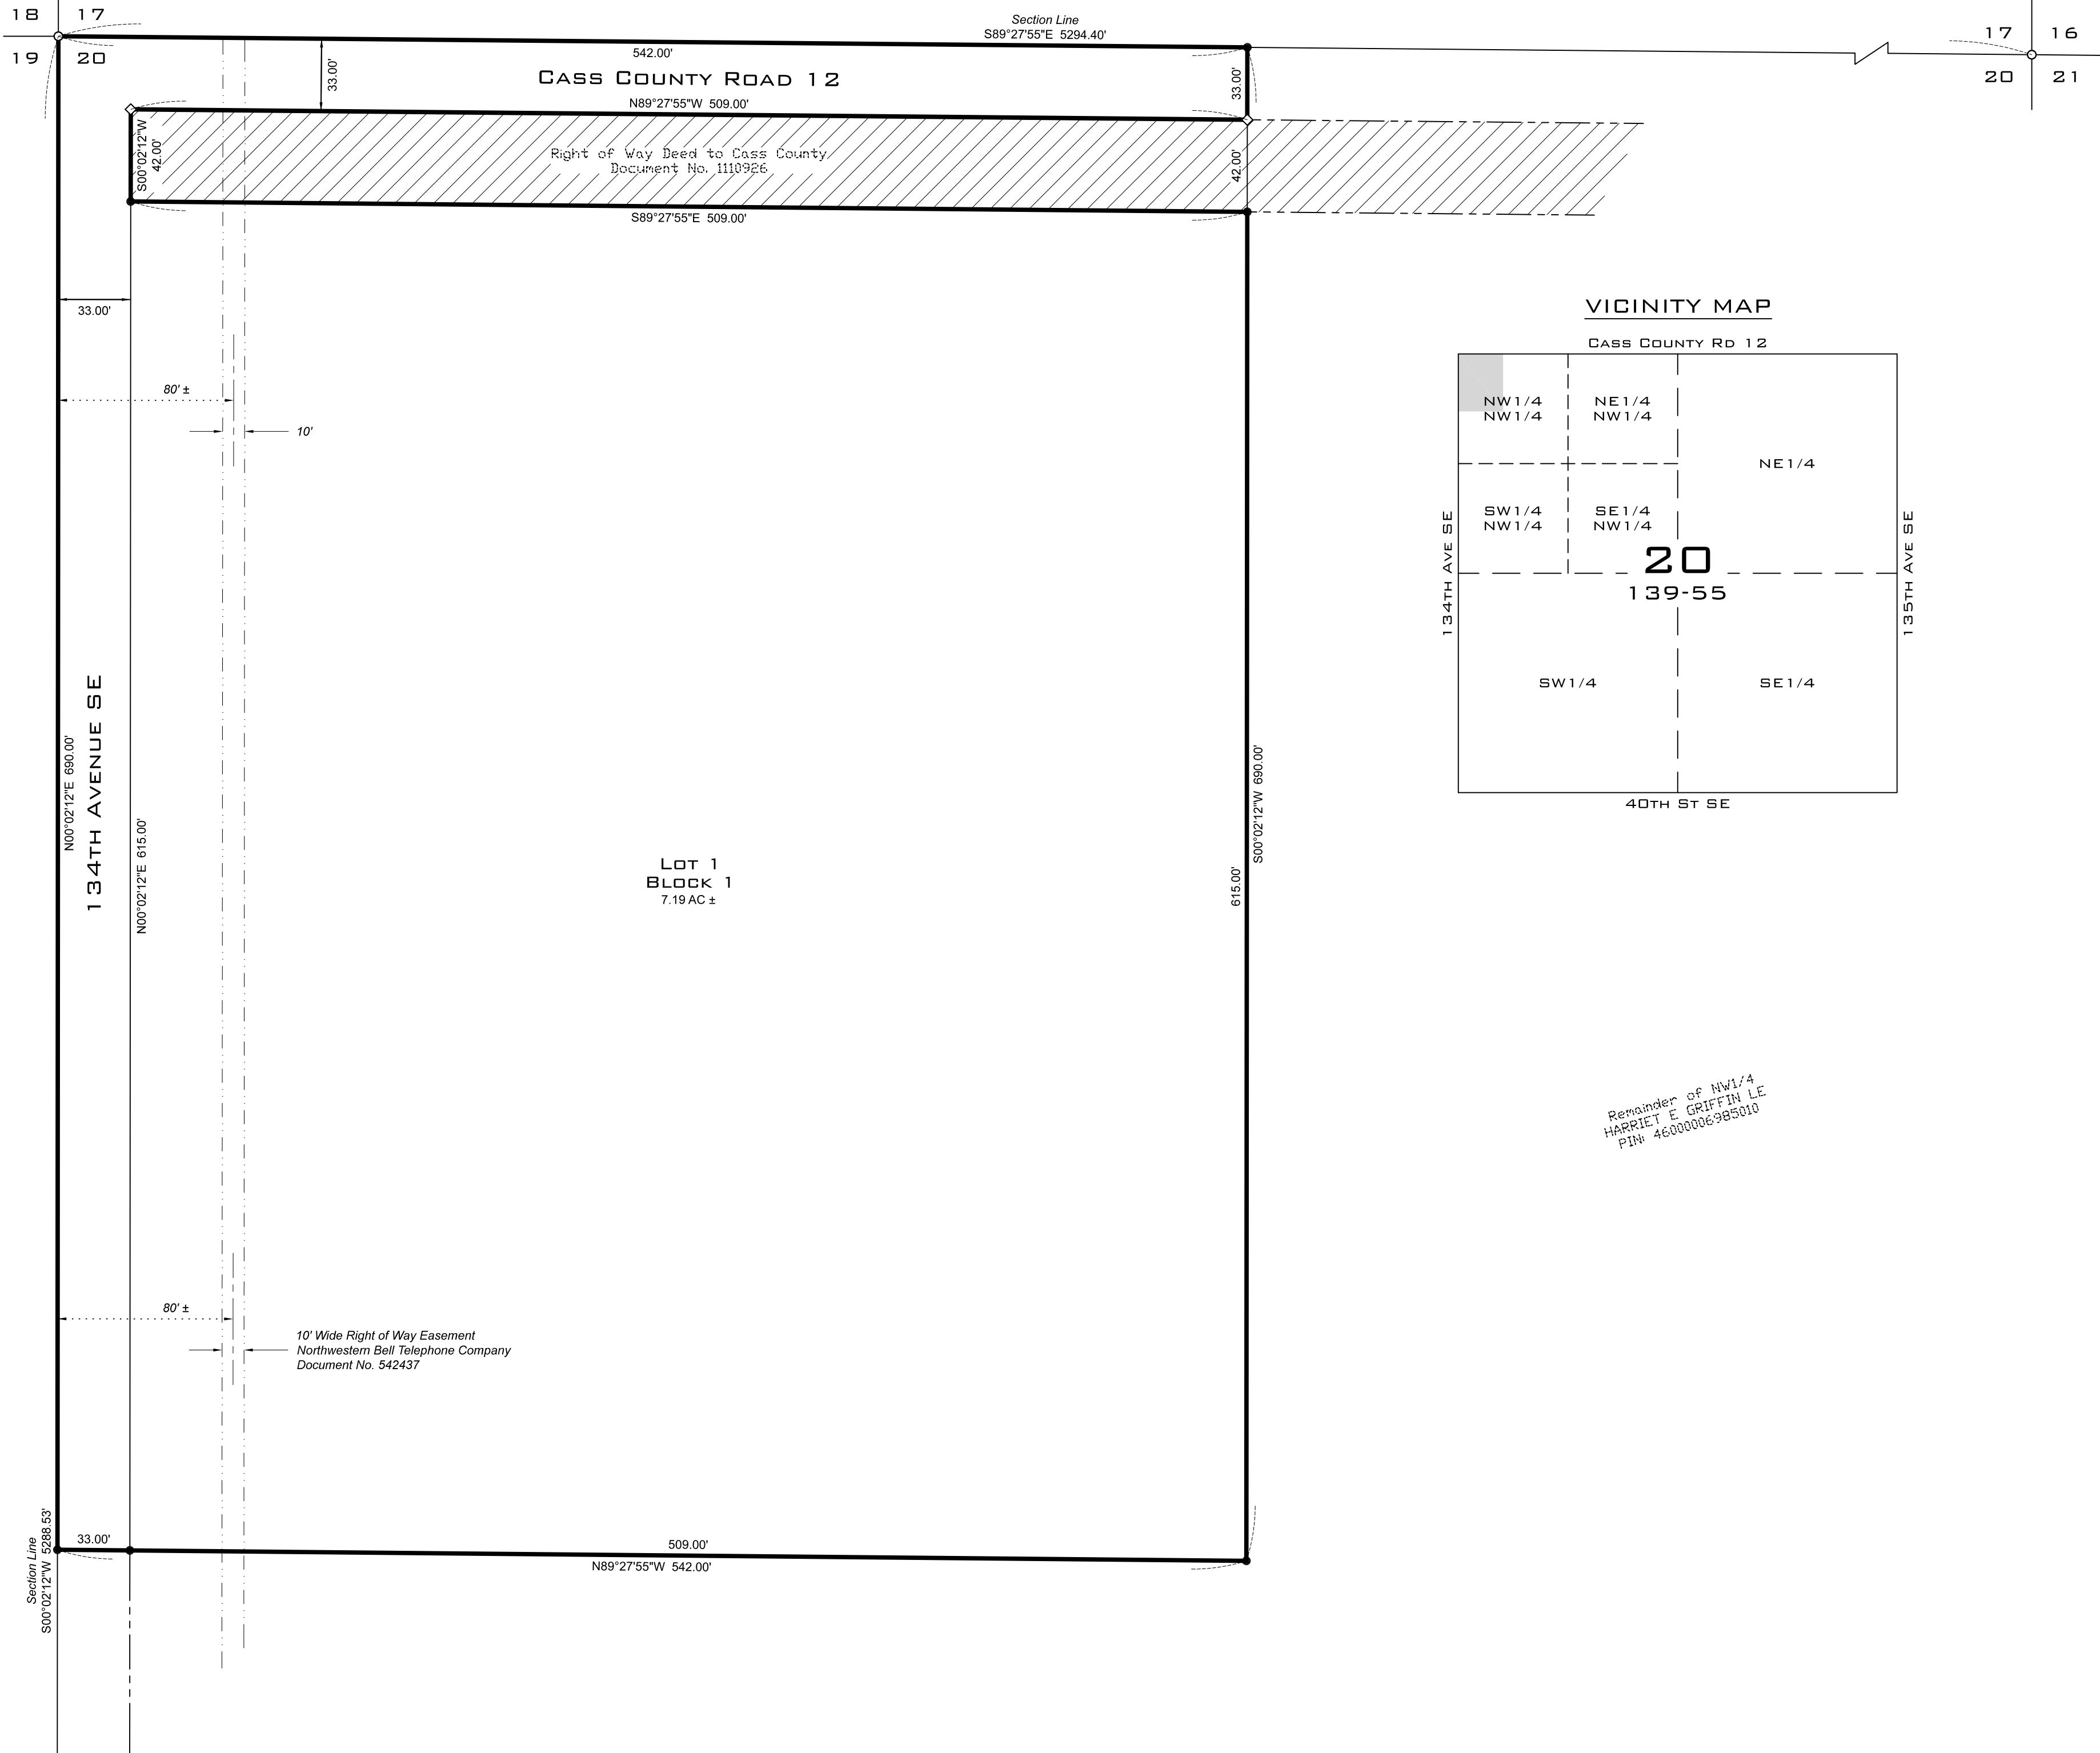 18 17
19 20
Section Line
S89°27'55"E 5294.40'
17 16
20 21
542.00'
33.00'
CASS COUNTY ROAD 12
33.00'
N89°27'55"W 509.00'
S00°02'12"W
42.00'
Right of Way Deed to Cass County
Document No. 1110926
42.00'
S89°27'55"E 509.00'
33.00'
80' ±
10'
VICINITY MAP
CASS COUNTY RD 12
NW1/4
NW1/4
NE1/4
NW1/4
NE1/4
SW1/4
NW1/4
SE1/4
NW1/4
134TH AVE SE
135TH AVE SE
20
139-55
SW1/4
SE1/4
40TH ST SE
N00°02'12"E 690.00'
134TH AVENUE SE
N00°02'12"E 615.00'
LOT 1
BLOCK 1
7.19 AC ±
615.00'
S00°02'12"W 690.00'
Remainder of NW1/4
HARRIET E GRIFFIN LE
PIN: 46000006985010
80' ±
10' Wide Right of Way Easement
Northwestern Bell Telephone Company
Document No. 542437
Section Line
S00°02'12"W 5288.53'
33.00'
509.00'
N89°27'55"W 542.00'